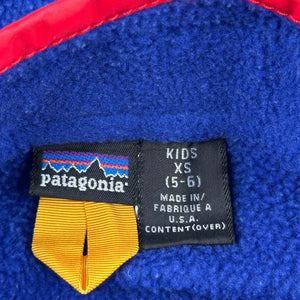 patagonia®
KIDS
XS
(5-6)
MADE IN/
FABRIQUE A
U.S.A.
CONTENT(OVER)